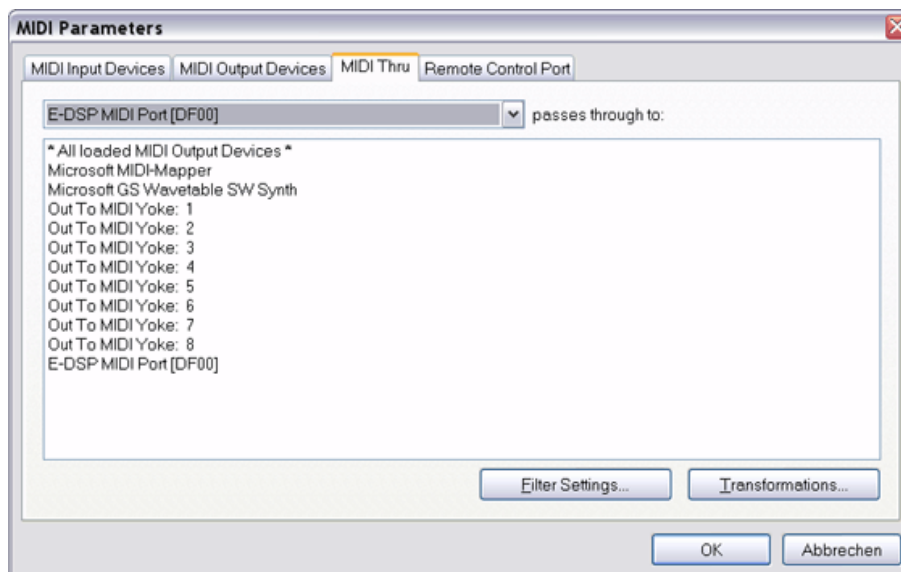 MIDI Parameters
MIDI Input Devices MIDI Output Devices MIDI Thru Remote Control Port
E-DSP MIDI Port [DF00] passes through to:
* All loaded MIDI Output Devices *
Microsoft MIDI-Mapper
Microsoft GS Wavetable SW Synth
Out To MIDI Yoke: 1
Out To MIDI Yoke: 2
Out To MIDI Yoke: 3
Out To MIDI Yoke: 4
Out To MIDI Yoke: 5
Out To MIDI Yoke: 6
Out To MIDI Yoke: 7
Out To MIDI Yoke: 8
E-DSP MIDI Port [DF00]
Filter Settings... Transformations...
OK Abbrechen